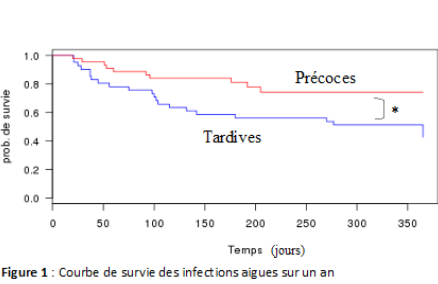 1.0
0.8
0.6
0.4
0.2
0.0
prob. de survie
Précoces
*
Tardives
0 50 100 150 200 250 300 350
Temps (jours)
Figure 1 : Courbe de survie des infections aigues sur un an